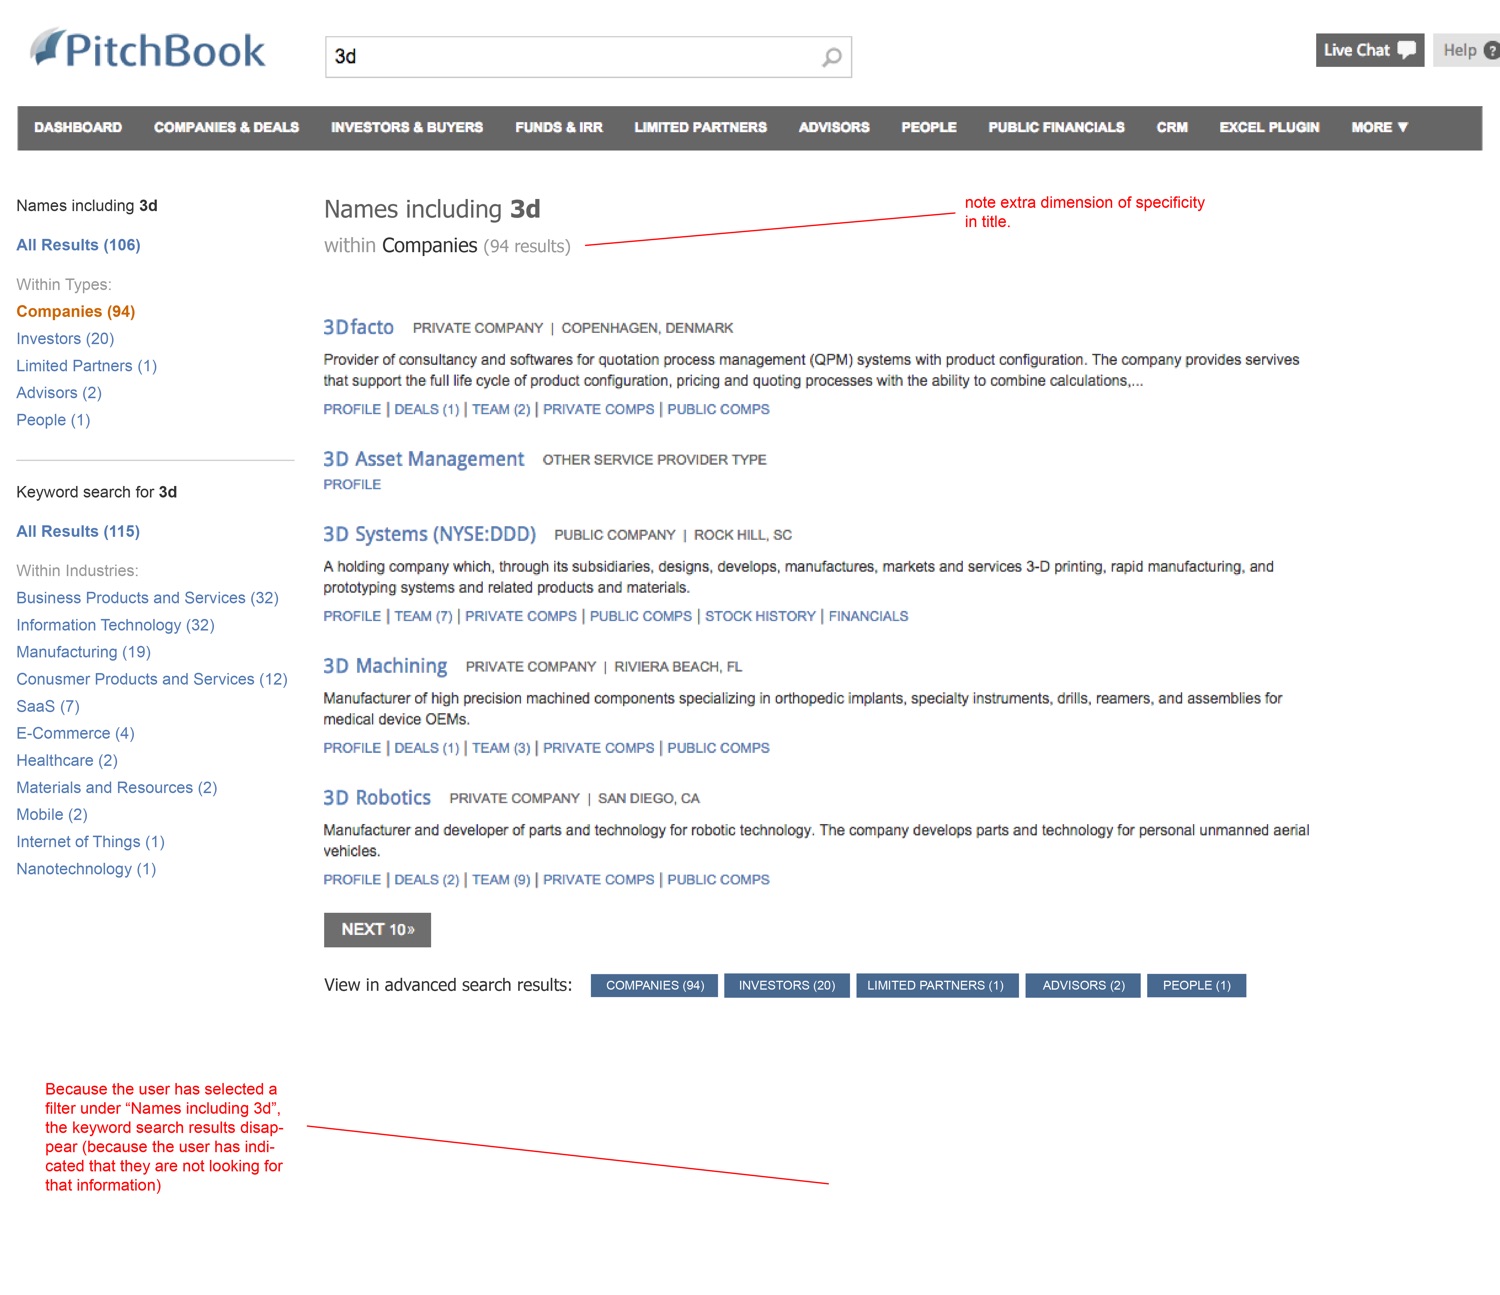 PitchBook
3d
Live Chat
Help ?
DASHBOARD COMPANIES & DEALS INVESTORS & BUYERS FUNDS & IRR LIMITED PARTNERS ADVISORS PEOPLE PUBLIC FINANCIALS CRM EXCEL PLUGIN MORE ▼
Names including 3d
All Results (106)
Within Types:
Companies (94)
Investors (20)
Limited Partners (1)
Advisors (2)
People (1)
Keyword search for 3d
All Results (115)
Within Industries:
Business Products and Services (32)
Information Technology (32)
Manufacturing (19)
Conusmer Products and Services (12)
SaaS (7)
E-Commerce (4)
Healthcare (2)
Materials and Resources (2)
Mobile (2)
Internet of Things (1)
Nanotechnology (1)
Names including 3d
within Companies (94 results)
note extra dimension of specificity
in title.
3Dfacto PRIVATE COMPANY | COPENHAGEN, DENMARK
Provider of consultancy and softwares for quotation process management (QPM) systems with product configuration. The company provides servives
that support the full life cycle of product configuration, pricing and quoting processes with the ability to combine calculations,...
PROFILE | DEALS (1) | TEAM (2) | PRIVATE COMPS | PUBLIC COMPS
3D Asset Management OTHER SERVICE PROVIDER TYPE
PROFILE
3D Systems (NYSE:DDD) PUBLIC COMPANY | ROCK HILL, SC
A holding company which, through its subsidiaries, designs, develops, manufactures, markets and services 3-D printing, rapid manufacturing, and
prototyping systems and related products and materials.
PROFILE | TEAM (7) | PRIVATE COMPS | PUBLIC COMPS | STOCK HISTORY | FINANCIALS
3D Machining PRIVATE COMPANY | RIVIERA BEACH, FL
Manufacturer of high precision machined components specializing in orthopedic implants, specialty instruments, drills, reamers, and assemblies for
medical device OEMs.
PROFILE | DEALS (1) | TEAM (3) | PRIVATE COMPS | PUBLIC COMPS
3D Robotics PRIVATE COMPANY | SAN DIEGO, CA
Manufacturer and developer of parts and technology for robotic technology. The company develops parts and technology for personal unmanned aerial
vehicles.
PROFILE | DEALS (2) | TEAM (9) | PRIVATE COMPS | PUBLIC COMPS
NEXT 10»
View in advanced search results: COMPANIES (94) INVESTORS (20) LIMITED PARTNERS (1) ADVISORS (2) PEOPLE (1)
Because the user has selected a
filter under “Names including 3d”,
the keyword search results disap-
pear (because the user has indi-
cated that they are not looking for
that information)